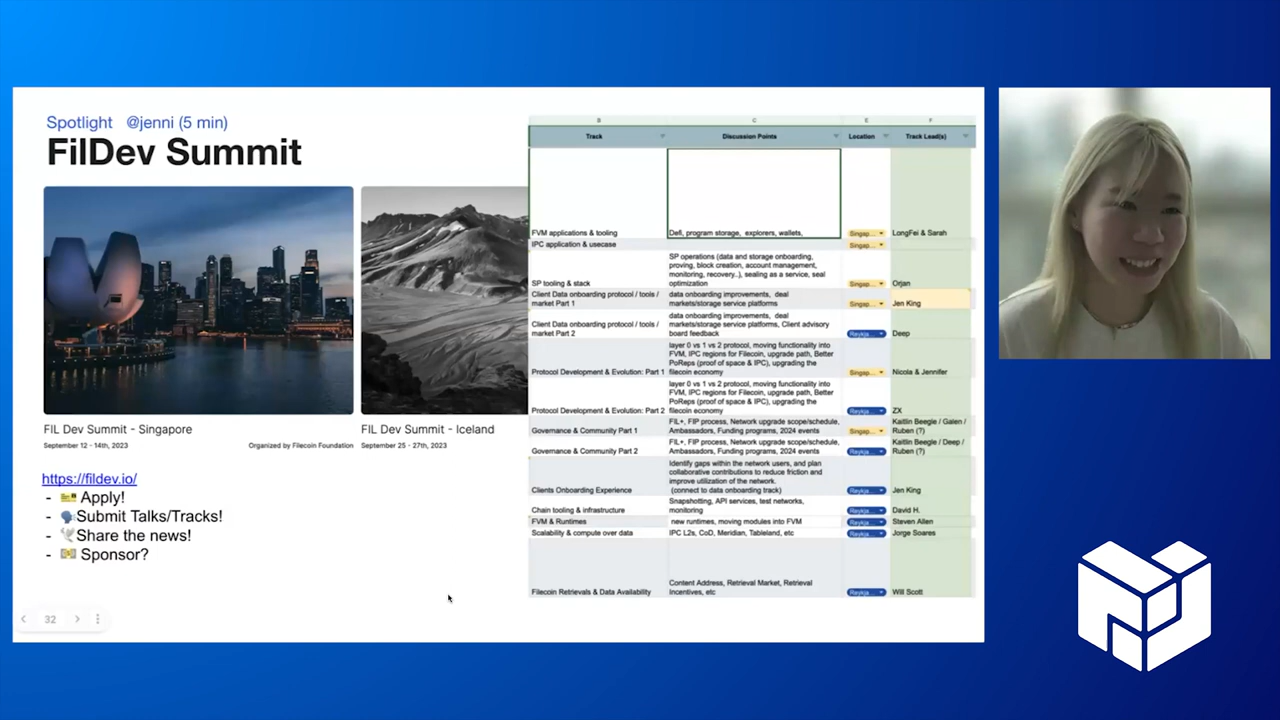 Spotlight @jenni (5 min)
FilDev Summit
FIL Dev Summit - Singapore
September 12 - 14th, 2023 Organized by Filecoin Foundation
FIL Dev Summit - Iceland
September 25 - 27th, 2023
https://fildev.io/
- Apply!
- Submit Talks/Tracks!
- Share the news!
- Sponsor?
32
B C E F
Track Discussion Points Location Track Lead(s)
FVM applications & tooling Defi, program storage, explorers, wallets, Singap... LongFei & Sarah
IPC application & usecase Singap...
SP operations (data and storage onboarding,
proving, block creation, account management,
monitoring, recovery..), sealing as a service, seal
SP tooling & stack optimization Singap... Orjan
Client Data onboarding protocol / tools / data onboarding improvements, deal
market Part 1 markets/storage service platforms Singap... Jen King
data onboarding improvements, deal
Client Data onboarding protocol / tools / markets/storage service platforms, Client advisory
market Part 2 board feedback Reykja... Deep
layer 0 vs 1 vs 2 protocol, moving functionality into
FVM, IPC regions for Filecoin, upgrade path, Better
PoReps (proof of space & IPC), upgrading the
Protocol Development & Evolution: Part 1 filecoin economy Singap... Nicola & Jennifer
layer 0 vs 1 vs 2 protocol, moving functionality into
FVM, IPC regions for Filecoin, upgrade path, Better
PoReps (proof of space & IPC), upgrading the
Protocol Development & Evolution: Part 2 filecoin economy Reykja... ZX
FIL+, FIP process, Network upgrade scope/schedule, Kaitlin Beegle / Galen /
Governance & Community Part 1 Ambassadors, Funding programs, 2024 events Singap... Ruben (?)
FIL+, FIP process, Network upgrade scope/schedule, Kaitlin Beegle / Deep /
Governance & Community Part 2 Ambassadors, Funding programs, 2024 events Reykja... Ruben (?)
Identify gaps within the network users, and plan
collaborative contributions to reduce friction and
improve utilization of the network.
Clients Onboarding Experience (connect to data onboarding track) Reykja... Jen King
Snapshotting, API services, test networks,
Chain tooling & infrastructure monitoring Reykja... David H.
FVM & Runtimes new runtimes, moving modules into FVM Reykja... Steven Allen
Scalability & compute over data IPC L2s, CoD, Meridian, Tableland, etc Reykja... Jorge Soares
Content Address, Retrieval Market, Retrieval
Filecoin Retrievals & Data Availability Incentives, etc Reykja... Will Scott